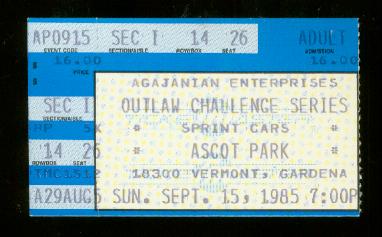 AP0915 SEC I 14 26 ADULT
EVENT CODE SECTION/AISLE ROW/BOX SEAT ADMISSION
$ 16.00 16.00
PRICE
AGAJANIAN ENTERPRISES
SEC I OUTLAW CHALLENGE SERIES
SECTION/AISLE
5X * SPRINT CARS *
14 26 * ASCOT PARK *
ROW/BOX SEAT
18300 VERMONT, GARDENA
A29AUG5 SUN. SEPT. 15, 1985 7:00P